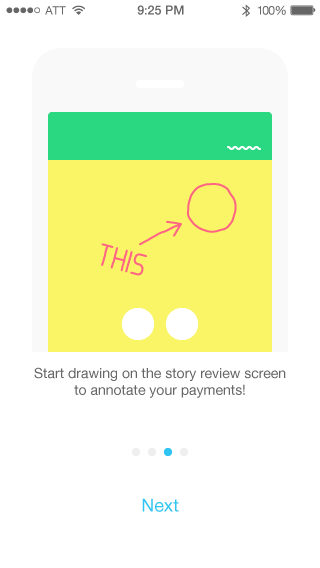 ATT 9:25 PM 100%
THIS
Start drawing on the story review screen
to annotate your payments!
Next